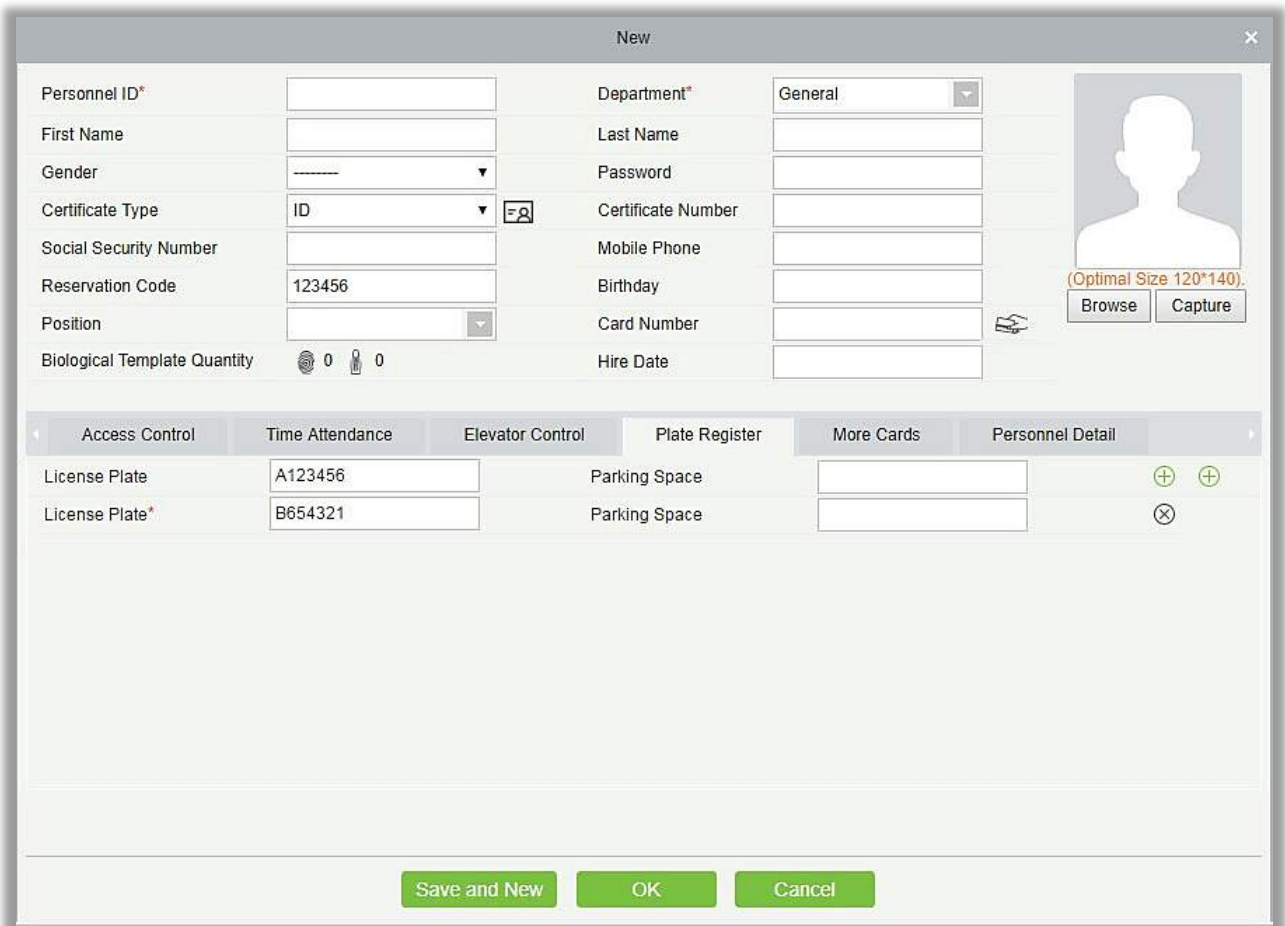 New ×
Personnel ID* Department* General
First Name Last Name
Gender -------- Password
Certificate Type ID Certificate Number
Social Security Number Mobile Phone
Reservation Code 123456 Birthday
(Optimal Size 120*140).
Browse Capture
Position Card Number
Biological Template Quantity 0 0 Hire Date
Access Control Time Attendance Elevator Control Plate Register More Cards Personnel Detail
License Plate A123456 Parking Space
License Plate* B654321 Parking Space
Save and New OK Cancel